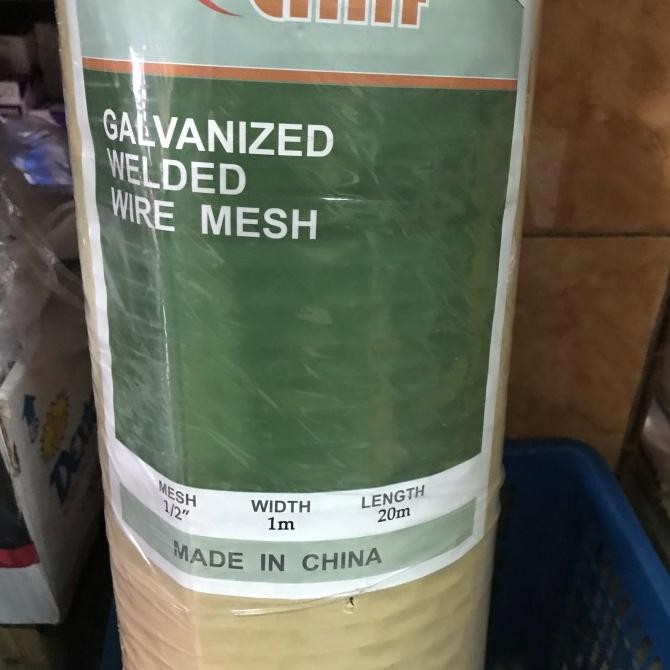 GALVANIZED
WELDED
WIRE MESH
MESH WIDTH LENGTH
1/2" 1m 20m
MADE IN CHINA